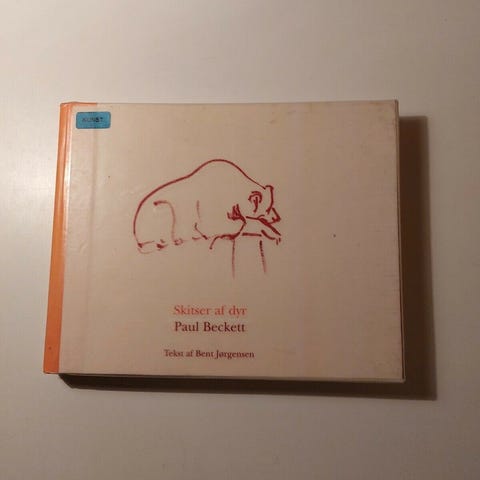 KUNST
Skitser af dyr
Paul Beckett
Tekst af Bent Jørgensen